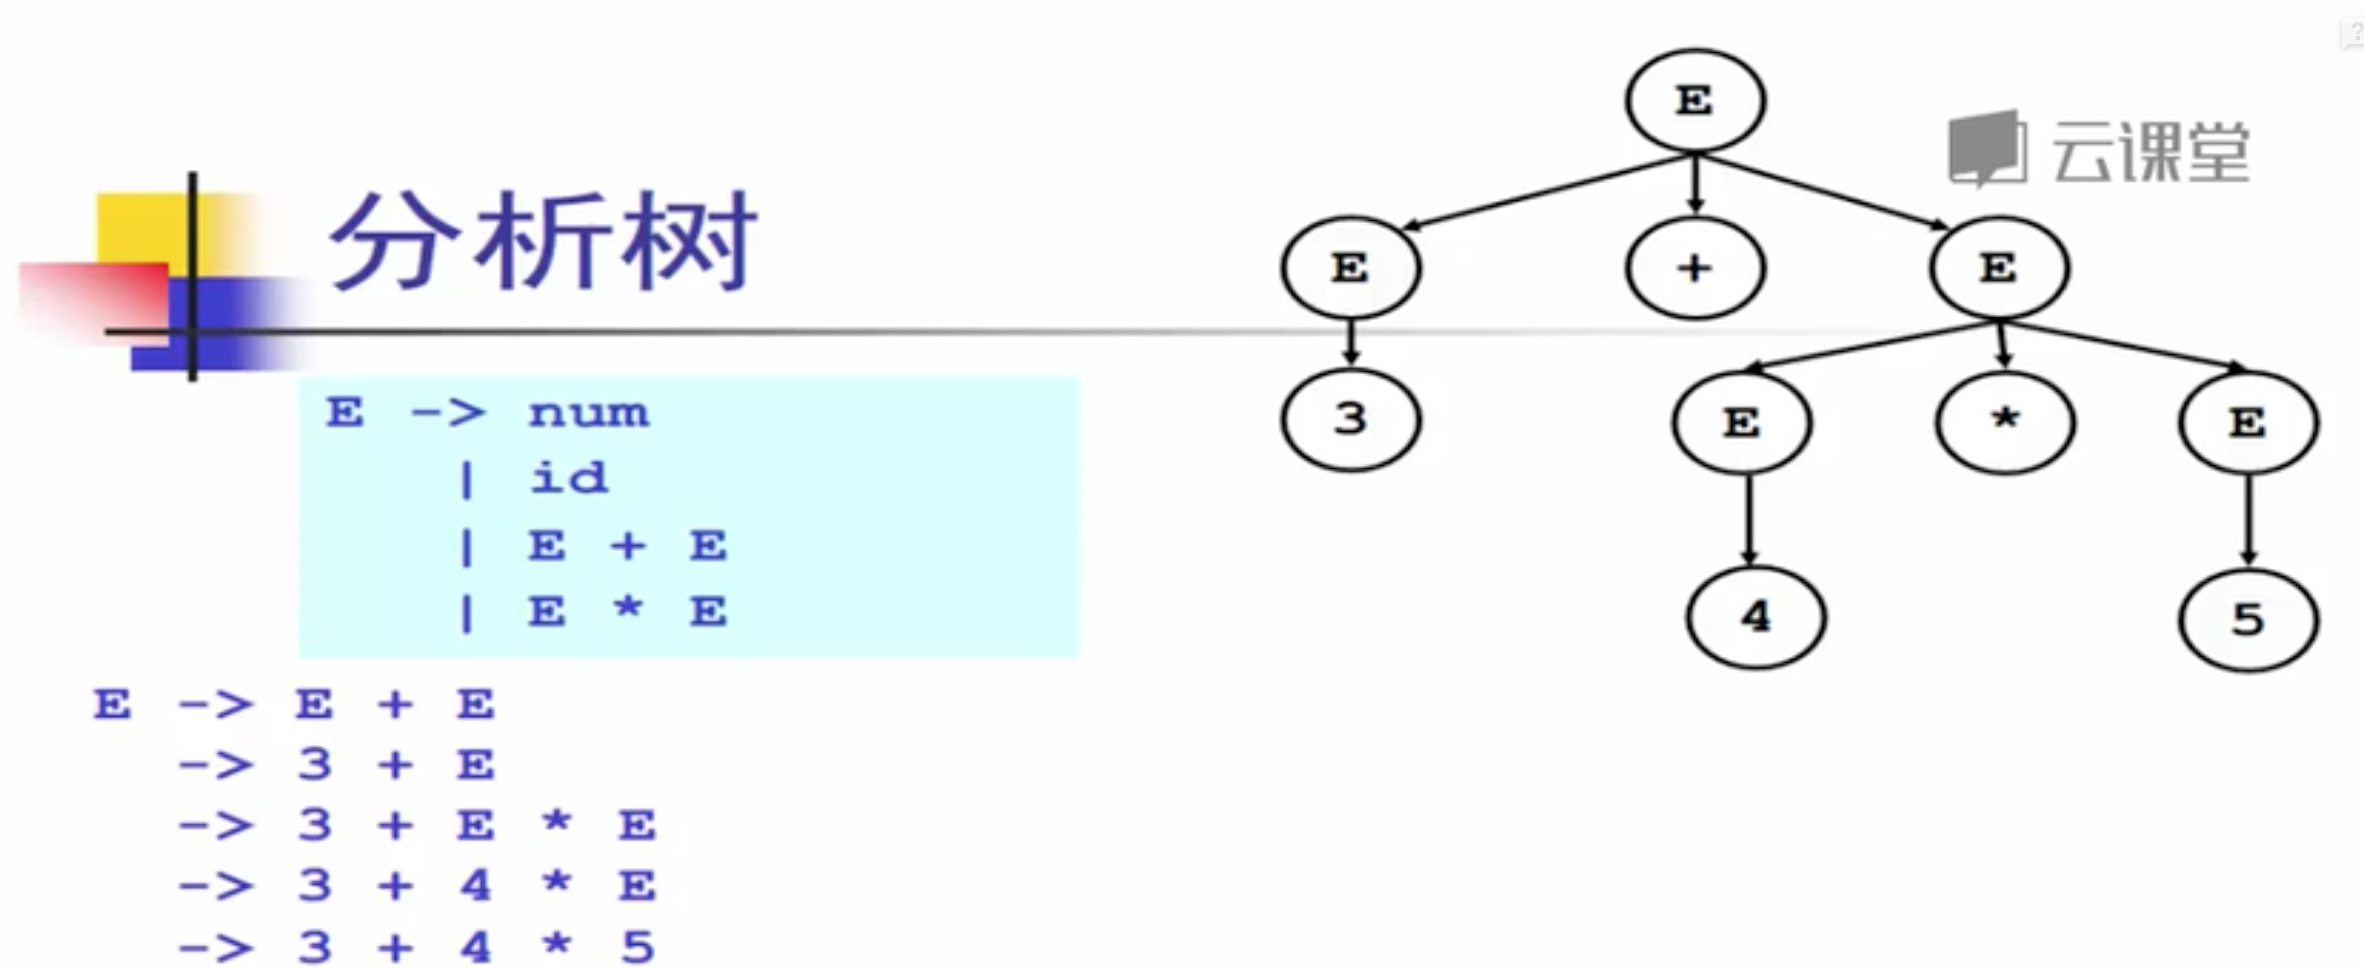 分析树
云课堂
E -> num
| id
| E + E
| E * E
E -> E + E
-> 3 + E
-> 3 + E * E
-> 3 + 4 * E
-> 3 + 4 * 5
E
E + E
3 E * E
4 5
?